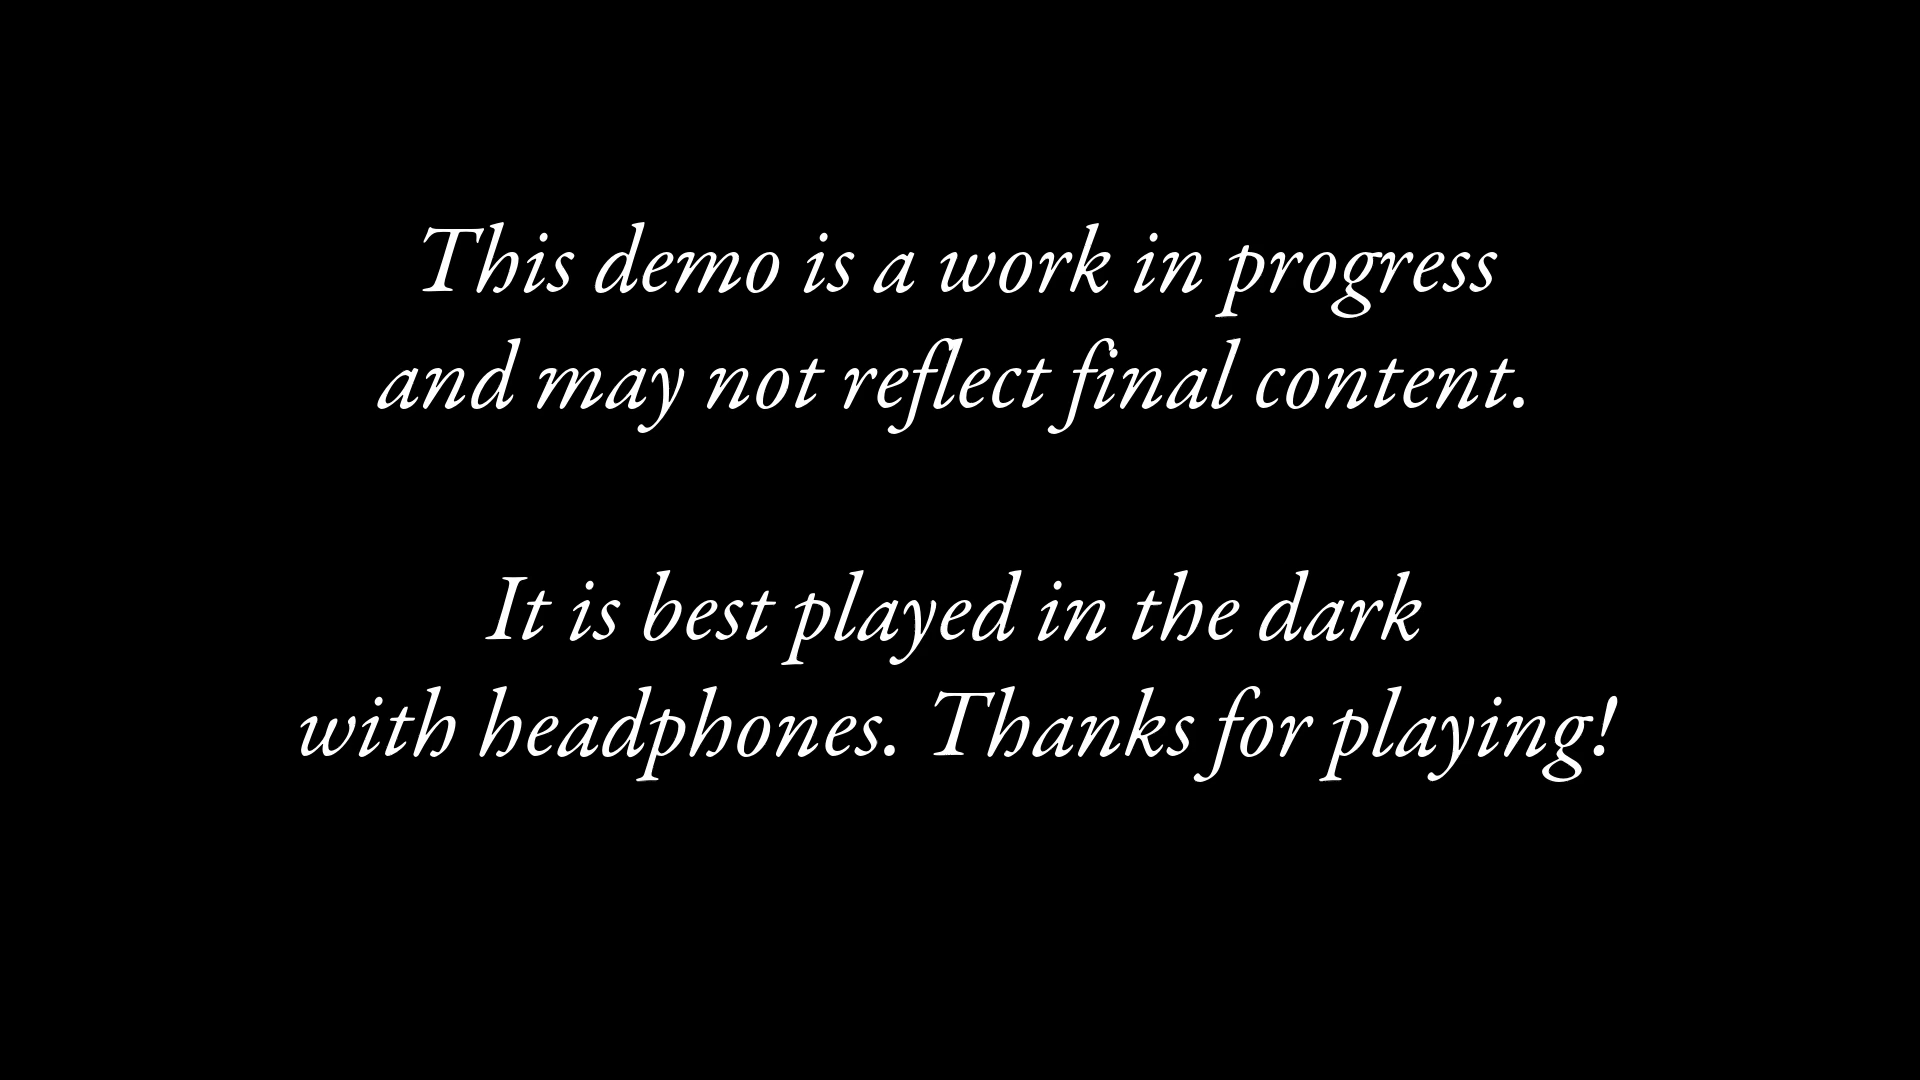 This demo is a work in progress
and may not reflect final content.
It is best played in the dark
with headphones. Thanks for playing!